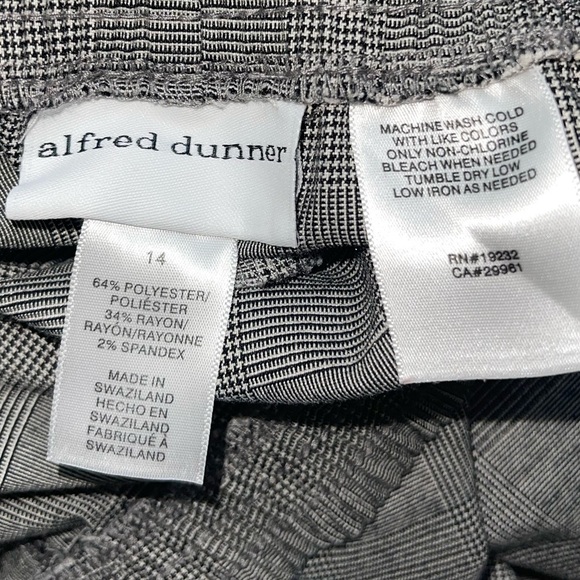 alfred dunner
14
64% POLYESTER/
POLIÉSTER
34% RAYON/
RAYÓN/RAYONNE
2% SPANDEX
MADE IN
SWAZILAND
HECHO EN
SWAZILAND
FABRIQUÉ À
SWAZILAND
MACHINE WASH COLD
WITH LIKE COLORS
ONLY NON-CHLORINE
BLEACH WHEN NEEDED
TUMBLE DRY LOW
LOW IRON AS NEEDED
RN#19232
CA#29961